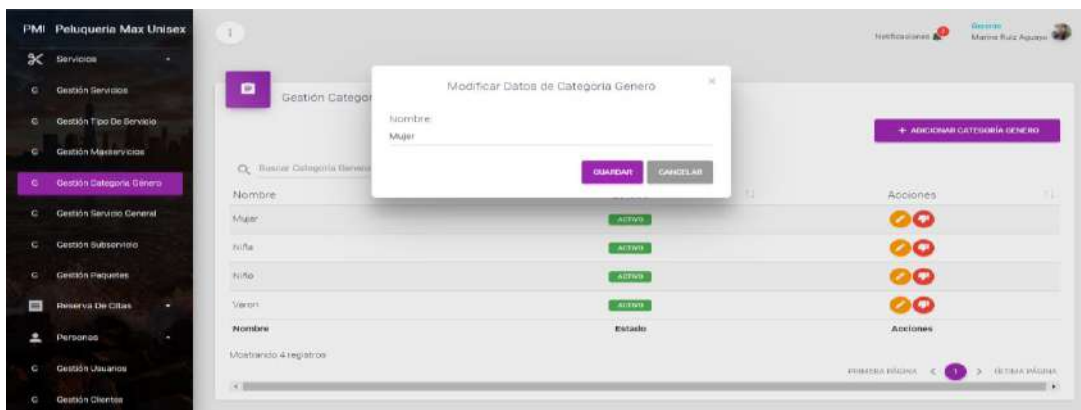 PMI Peluqueria Max Unisex
Servicios
G Gestión Servicios
G Gestión Tipo De Servicio
G Gestión Maxservicios
G Gestión Categoría Género
G Gestión Servicio General
G Gestión Subservicio
G Gestión Paquetes
Reserva De Citas
Personas
G Gestión Usuarios
G Gestión Clientes
Notificaciones
Gerente
Marina Ruiz Aguayo
Gestión Categor
+ ADICIONAR CATEGORÍA GENERO
Modificar Datos de Categoria Genero ×
Nombre:
Mujer
GUARDAR CANCELAR
Buscar Categoria
Nombre Acciones
Mujer ACTIVO
Niña ACTIVO
Niño ACTIVO
Varon ACTIVO
Nombre Estado Acciones
Mostrando 4 registros
PRIMERA PÁGINA < 1 > ÚLTIMA PÁGINA